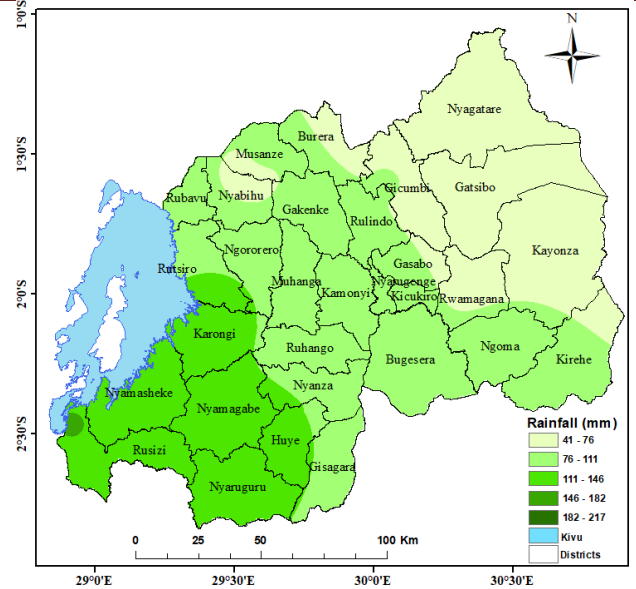 1°0'S
N
Nyagatare
Burera
1°30'S
Musanze
Gicumbi
Gatsibo
Rubavu
Nyabihu
Gakenke
Rulindo
Kayonza
Ngororero
Gasabo
Rutsiro
Muhanga
Nyarugenge
Kamonyi
Kicukiro
Rwamagana
2°0'S
Karongi
Ruhango
Bugesera
Ngoma
Kirehe
Nyanza
Nyamasheke
Nyamagabe
Huye
2°30'S
Rusizi
Gisagara
Nyaruguru
Rainfall (mm)
41 - 76
76 - 111
111 - 146
146 - 182
182 - 217
Kivu
Districts
0 25 50 100 Km
29°0'E 29°30'E 30°0'E 30°30'E